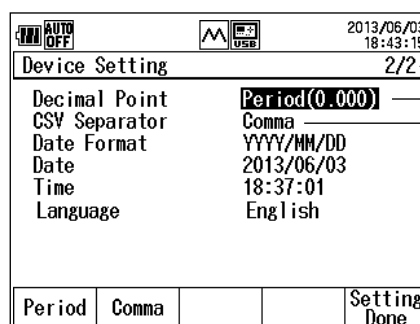 AUTO OFF USB 2013/06/03
18:43:15
Device Setting 2/2
Decimal Point Period(0.000)
CSV Separator Comma
Date Format YYYY/MM/DD
Date 2013/06/03
Time 18:37:01
Language English
Period Comma Setting Done